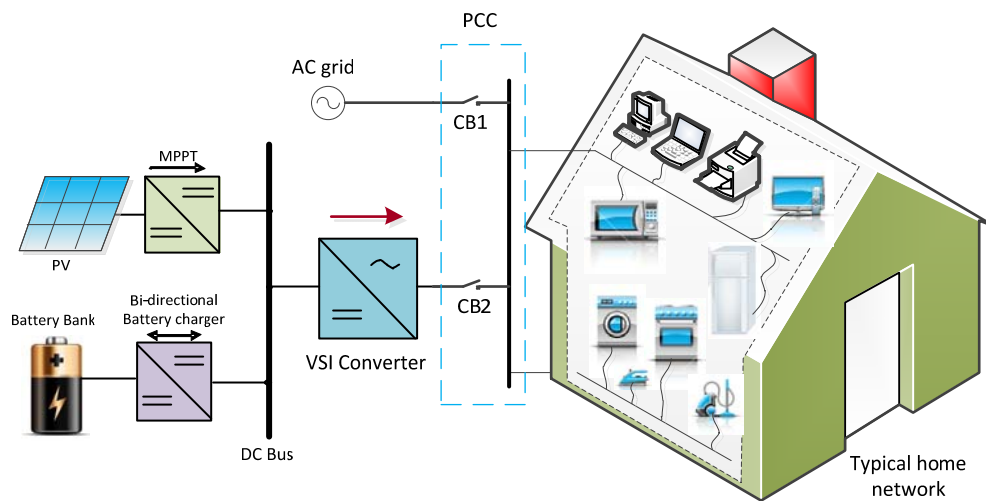 PCC
AC grid
CB1
MPPT
PV
Bi-directional
Battery charger
Battery Bank
VSI Converter
CB2
DC Bus
Typical home
network